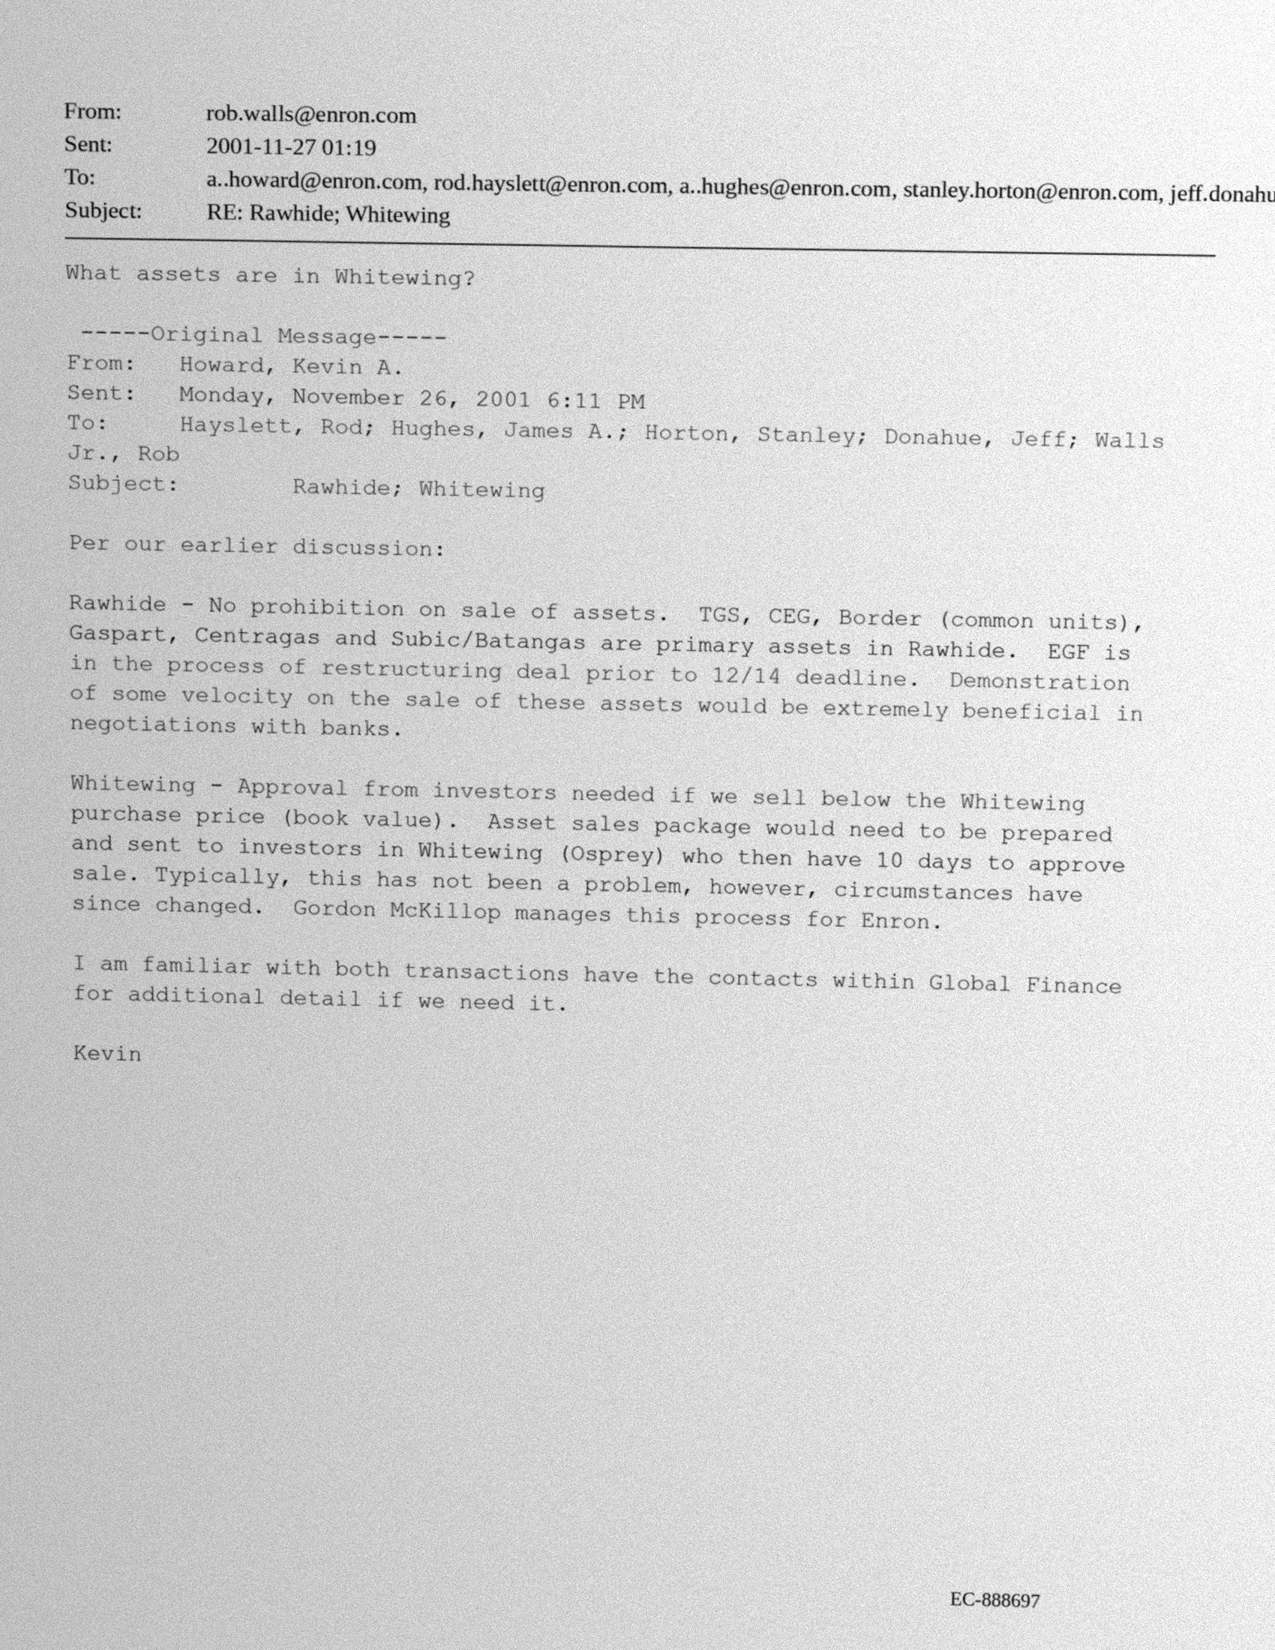 From: rob.walls@enron.com
Sent: 2001-11-27 01:19
To: a..howard@enron.com, rod.hayslett@enron.com, a..hughes@enron.com, stanley.horton@enron.com, jeff.donahu
Subject: RE: Rawhide; Whitewing
What assets are in Whitewing?
-----Original Message-----
From: Howard, Kevin A.
Sent: Monday, November 26, 2001 6:11 PM
To: Hayslett, Rod; Hughes, James A.; Horton, Stanley; Donahue, Jeff; Walls
Jr., Rob
Subject: Rawhide; Whitewing
Per our earlier discussion:
Rawhide - No prohibition on sale of assets. TGS, CEG, Border (common units),
Gaspart, Centragas and Subic/Batangas are primary assets in Rawhide. EGF is
in the process of restructuring deal prior to 12/14 deadline. Demonstration
of some velocity on the sale of these assets would be extremely beneficial in
negotiations with banks.
Whitewing - Approval from investors needed if we sell below the Whitewing
purchase price (book value). Asset sales package would need to be prepared
and sent to investors in Whitewing (Osprey) who then have 10 days to approve
sale. Typically, this has not been a problem, however, circumstances have
since changed. Gordon McKillop manages this process for Enron.
I am familiar with both transactions have the contacts within Global Finance
for additional detail if we need it.
Kevin
EC-888697